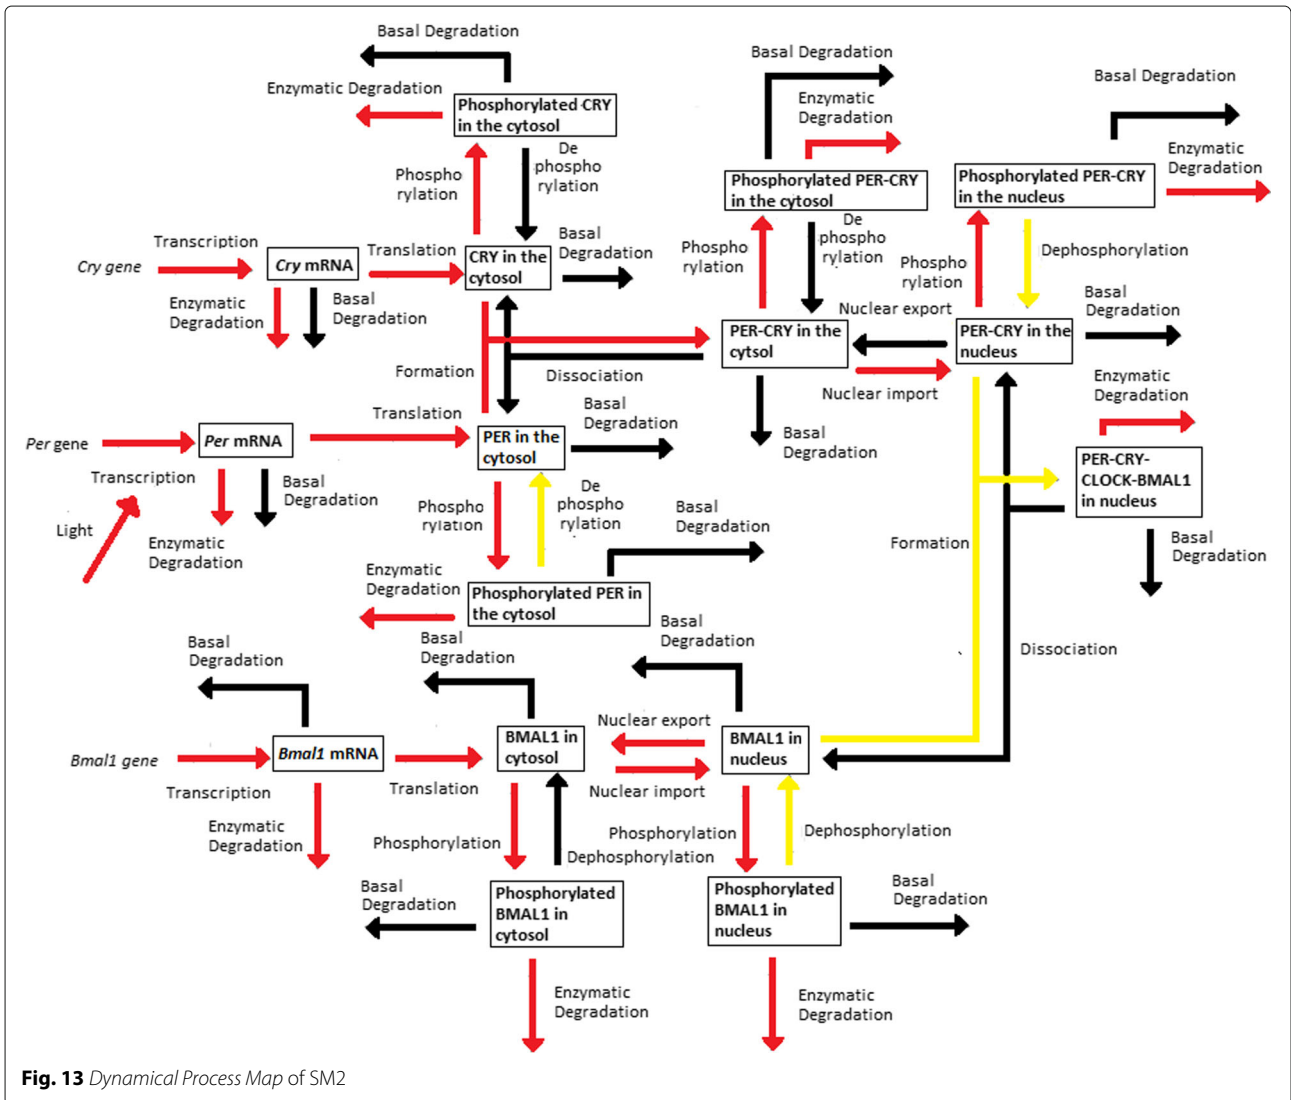 Basal Degradation
Enzymatic Degradation
Phosphorylated CRY
in the cytosol
Phospho
rylation
De
phospho
rylation
Transcription
Cry gene
Cry mRNA
Translation
CRY in the
cytosol
Basal
Degradation
Enzymatic
Degradation
Basal
Degradation
Formation
Dissociation
Basal Degradation
Enzymatic
Degradation
Phosphorylated PER-CRY
in the cytosol
Phospho
rylation
De
phospho
rylation
PER-CRY in the
cytsol
Basal
Degradation
Nuclear export
Nuclear import
Basal Degradation
Enzymatic
Degradation
Phosphorylated PER-CRY
in the nucleus
Phospho
rylation
Dephosphorylation
PER-CRY in the
nucleus
Basal
Degradation
Enzymatic
Degradation
PER-CRY-
CLOCK-BMAL1
in nucleus
Basal
Degradation
Formation
Dissociation
Per gene
Transcription
Light
Per mRNA
Enzymatic
Degradation
Basal
Degradation
Translation
PER in the
cytosol
Basal
Degradation
Phospho
rylation
De
phospho
rylation
Basal
Degradation
Enzymatic
Degradation
Phosphorylated PER in
the cytosol
Basal
Degradation
Bmal1 gene
Transcription
Bmal1 mRNA
Enzymatic
Degradation
Translation
Basal
Degradation
BMAL1 in
cytosol
Nuclear export
Nuclear import
Basal
Degradation
BMAL1 in
nucleus
Phosphorylation
Dephosphorylation
Phosphorylation
Dephosphorylation
Basal
Degradation
Phosphorylated
BMAL1 in
cytosol
Enzymatic
Degradation
Phosphorylated
BMAL1 in
nucleus
Basal
Degradation
Enzymatic
Degradation
Fig. 13 Dynamical Process Map of SM2